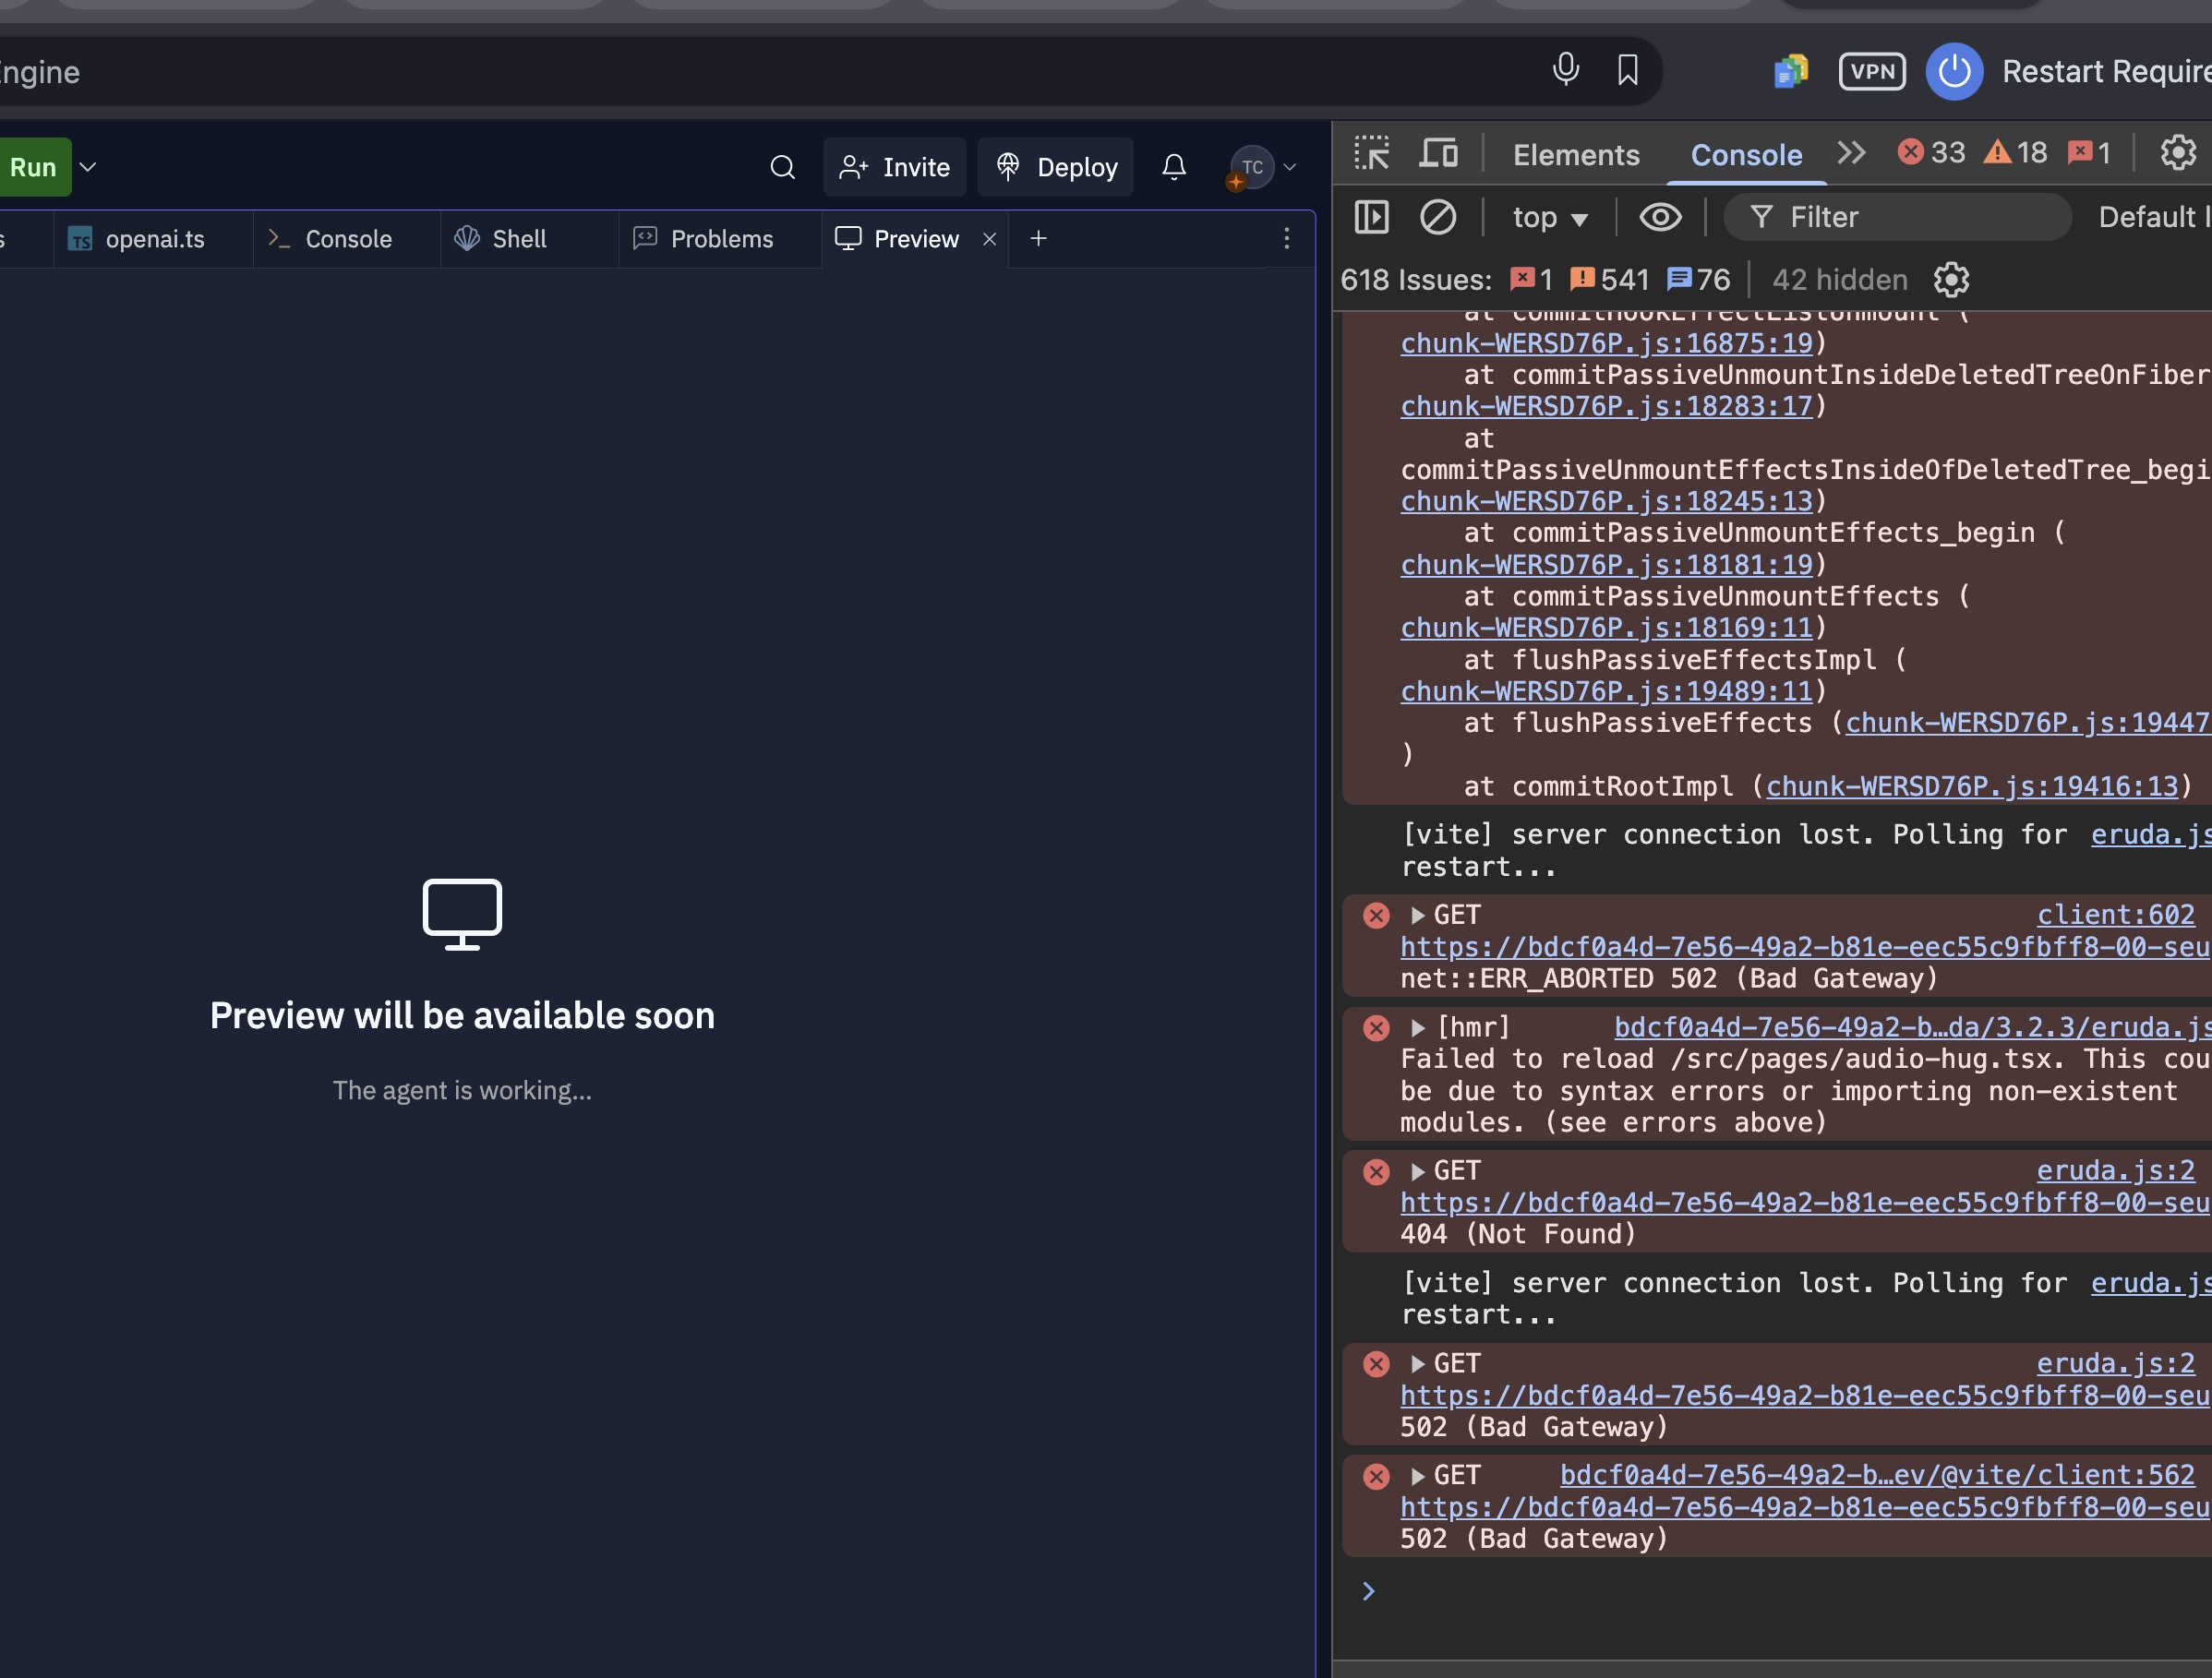 Engine
VPN
Restart Require
Run
Invite
Deploy
TC
s
TS openai.ts
Console
Shell
Problems
Preview
Preview will be available soon
The agent is working...
Elements
Console
33
18
1
top
Filter
Default l
618 Issues:
1
541
76
42 hidden
at commitHookEffectListUnmount (
chunk-WERSD76P.js:16875:19)
at commitPassiveUnmountInsideDeletedTreeOnFiber
chunk-WERSD76P.js:18283:17)
at
commitPassiveUnmountEffectsInsideOfDeletedTree_begi
chunk-WERSD76P.js:18245:13)
at commitPassiveUnmountEffects_begin (
chunk-WERSD76P.js:18181:19)
at commitPassiveUnmountEffects (
chunk-WERSD76P.js:18169:11)
at flushPassiveEffectsImpl (
chunk-WERSD76P.js:19489:11)
at flushPassiveEffects (chunk-WERSD76P.js:19447
)
at commitRootImpl (chunk-WERSD76P.js:19416:13)
[vite] server connection lost. Polling for eruda.js
restart...
GET client:602
https://bdcf0a4d-7e56-49a2-b81e-eec55c9fbff8-00-seu
net::ERR_ABORTED 502 (Bad Gateway)
[hmr] bdcf0a4d-7e56-49a2-b…da/3.2.3/eruda.js
Failed to reload /src/pages/audio-hug.tsx. This cou
be due to syntax errors or importing non-existent
modules. (see errors above)
GET eruda.js:2
https://bdcf0a4d-7e56-49a2-b81e-eec55c9fbff8-00-seu
404 (Not Found)
[vite] server connection lost. Polling for eruda.js
restart...
GET eruda.js:2
https://bdcf0a4d-7e56-49a2-b81e-eec55c9fbff8-00-seu
502 (Bad Gateway)
GET bdcf0a4d-7e56-49a2-b…ev/@vite/client:562
https://bdcf0a4d-7e56-49a2-b81e-eec55c9fbff8-00-seu
502 (Bad Gateway)